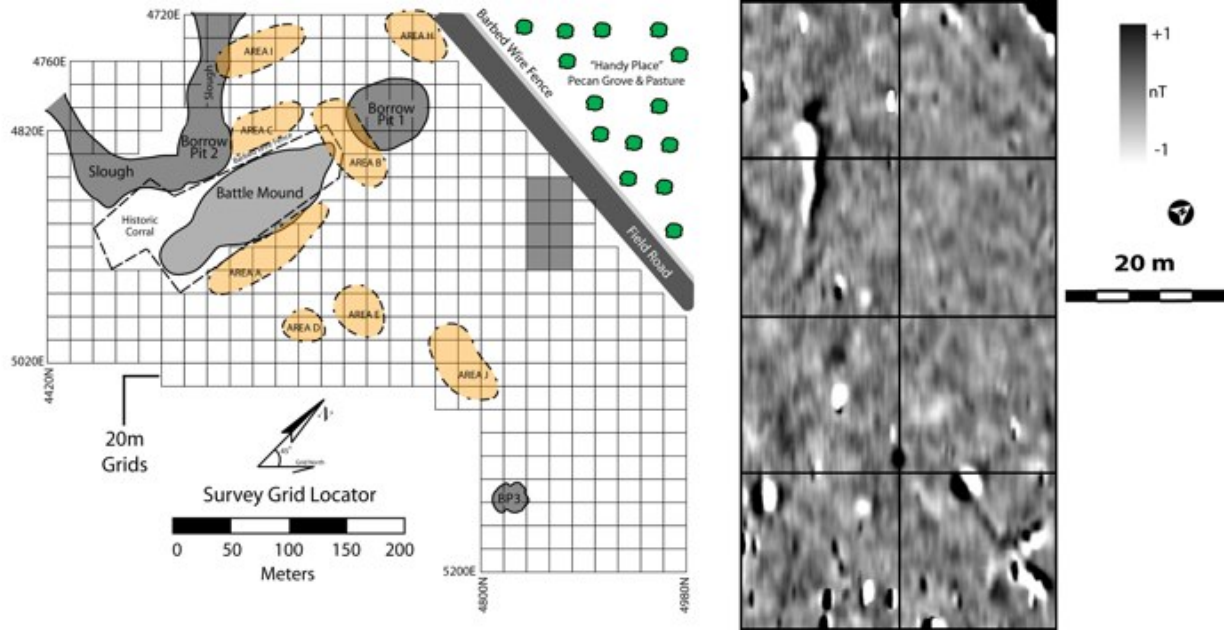 4720E
4760E
4820E
5020E
4420N
AREA I
AREA H
Slough
Borrow
Pit 1
AREA C
Borrow
Pit 2
AREA B
Slough
Battle Mound
Historic
Corral
AREA A
AREA D
AREA E
AREA J
Barbed Wire Fence
Field Road
"Handy Place"
Pecan Grove & Pasture
20m
Grids
45°
Grid North
Survey Grid Locator
0 50 100 150 200
Meters
BP3
5200E
4800N
4980N
+1
nT
-1
20 m